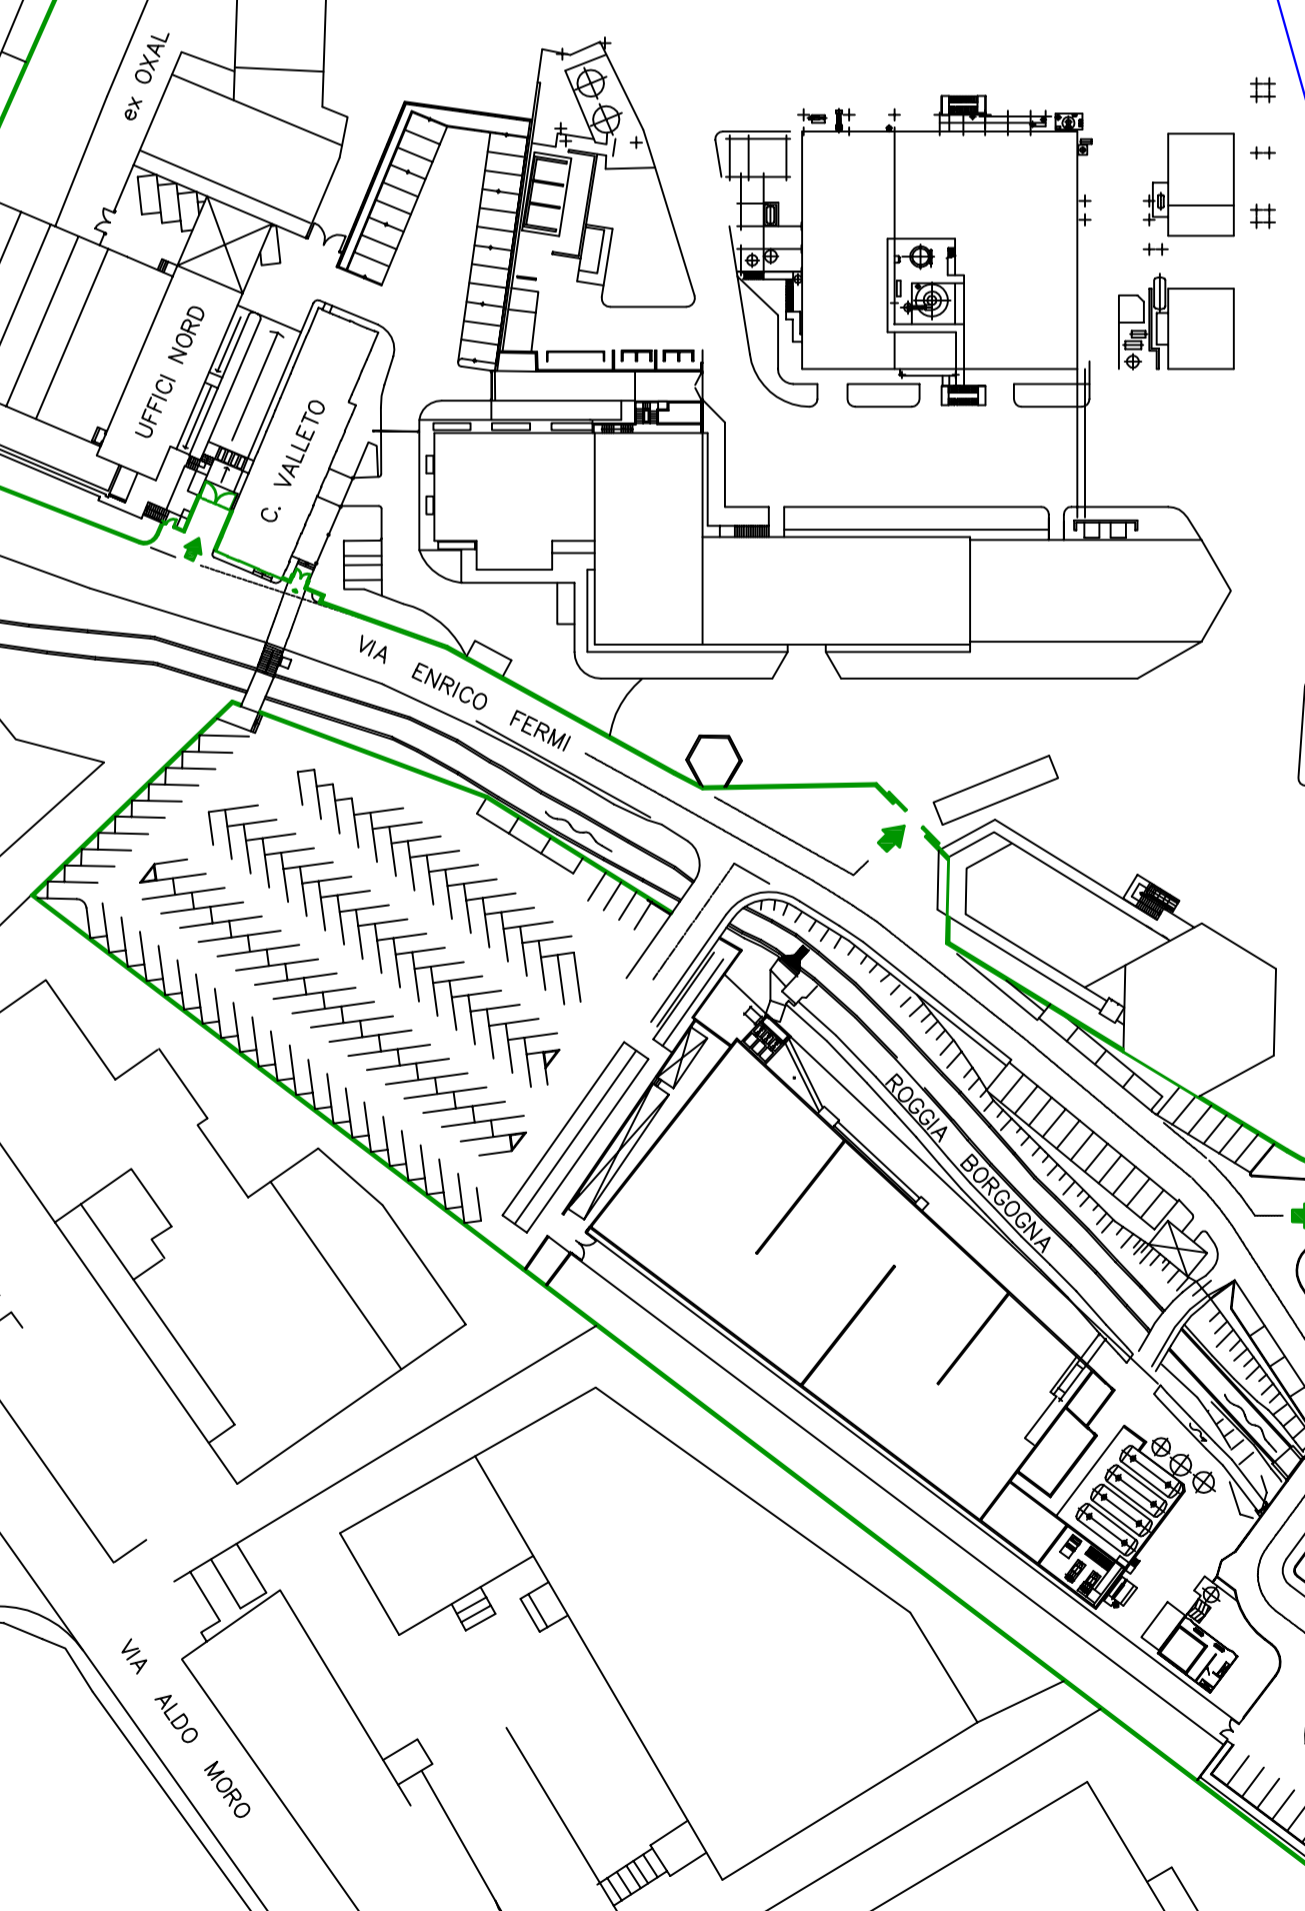 ex OXAL
UFFICI NORD
C. VALLETO
VIA ENRICO FERMI
ROGGIA BORGOGNA
VIA ALDO MORO